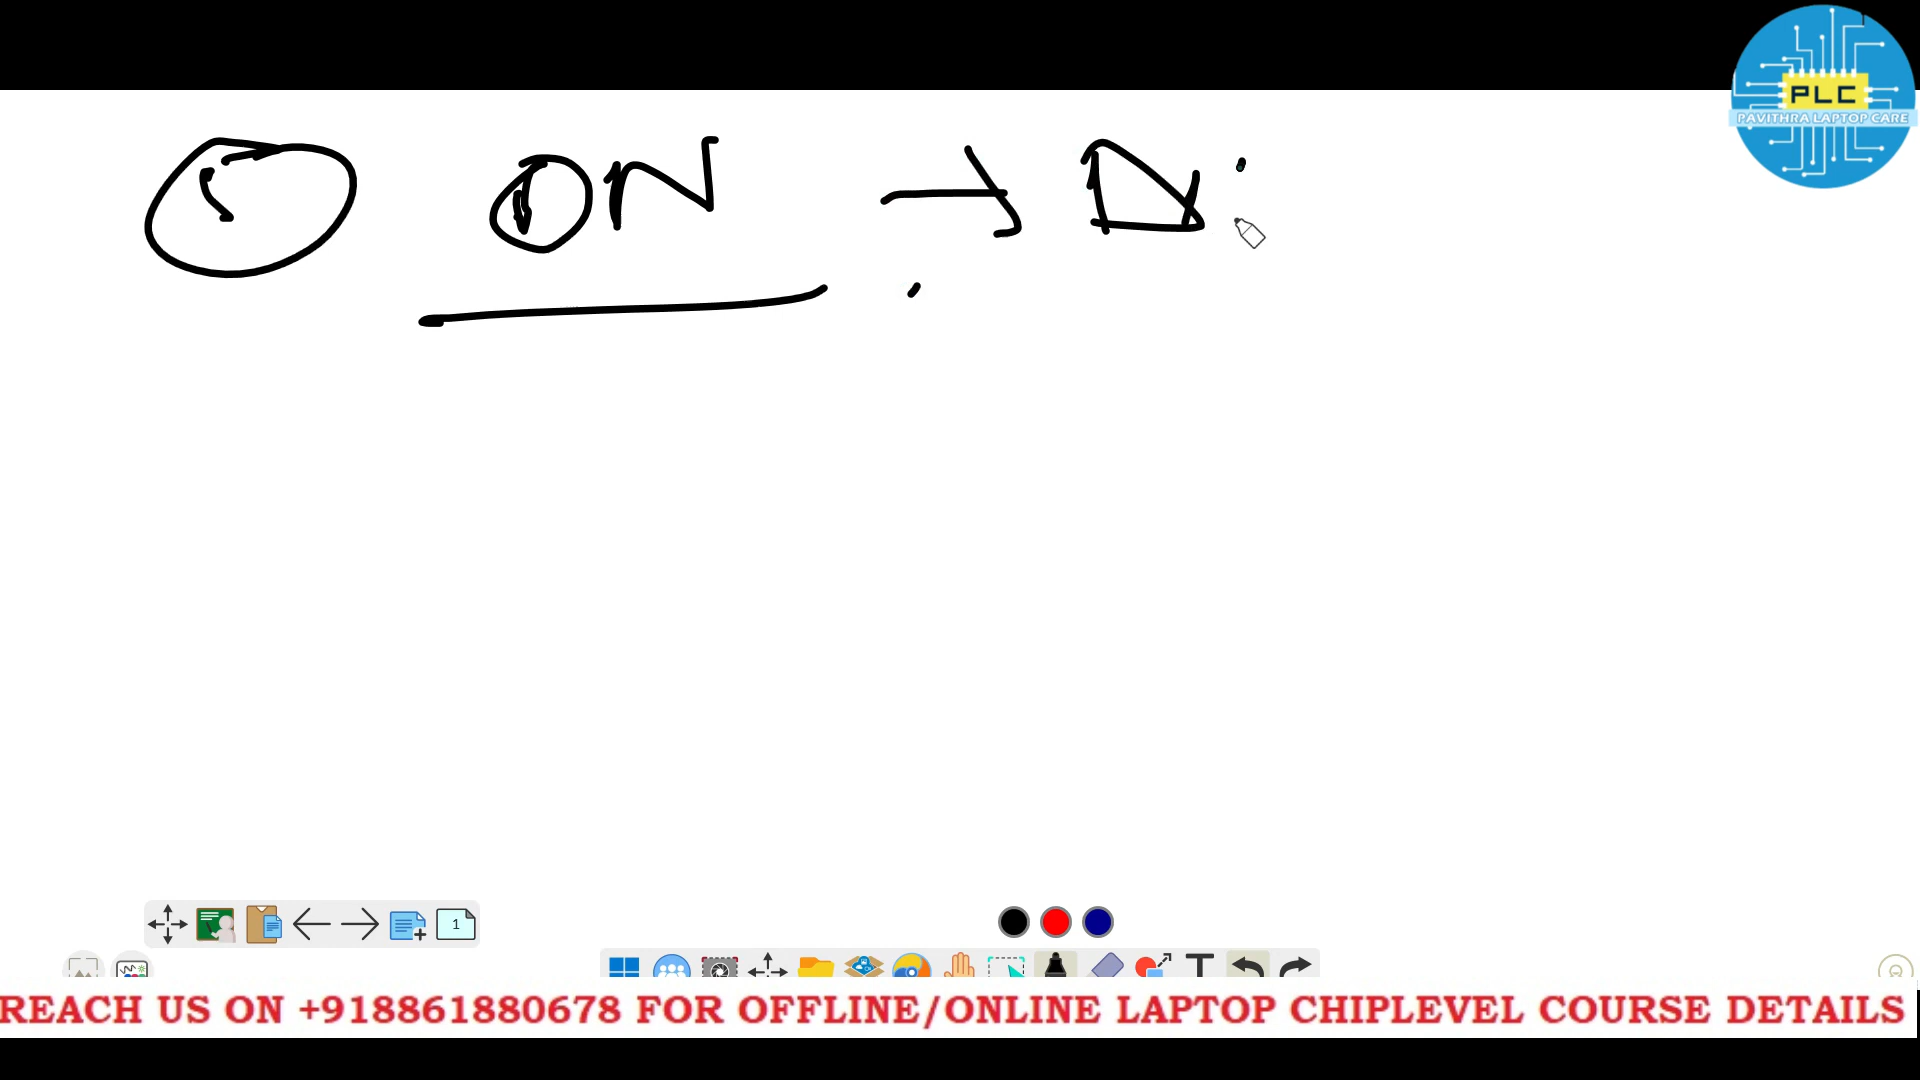 PLC
PAVITHRA LAPTOP CARE
ON →
1
REACH US ON +918861880678 FOR OFFLINE/ONLINE LAPTOP CHIPLEVEL COURSE DETAILS